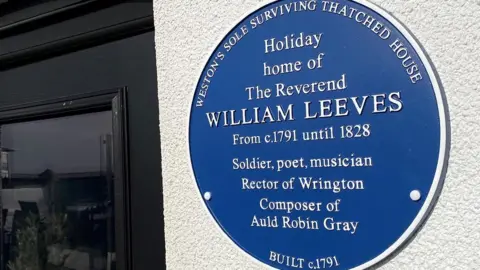 WESTON'S SOLE SURVIVING THATCHED HOUSE
Holiday
home of
The Reverend
WILLIAM LEEVES
From c.1791 until 1828
Soldier, poet, musician
Rector of Wrington
Composer of
Auld Robin Gray
BUILT c.1791